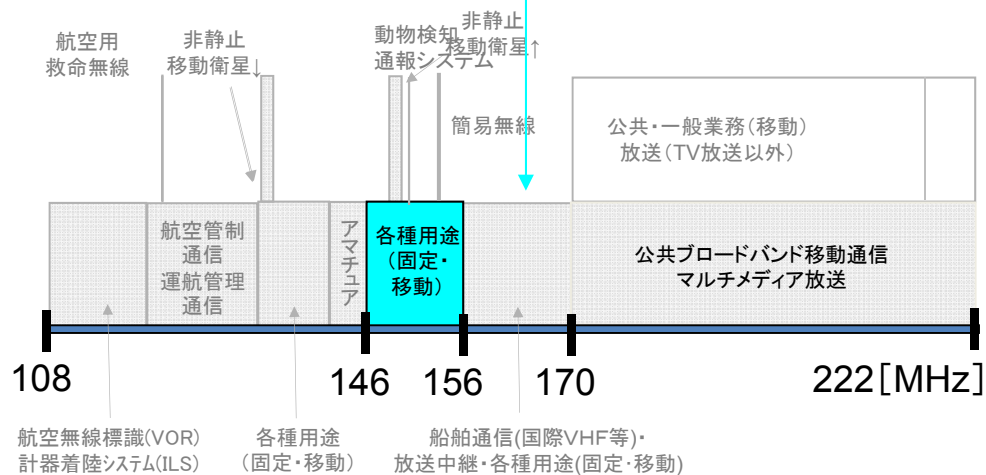 航空用
救命無線
非静止
移動衛星↓
動物検知
通報システム
非静止
移動衛星↑
簡易無線
公共・一般業務(移動)
放送(TV放送以外)
航空管制
通信
運航管理
通信
アマチュア
各種用途
(固定・
移動)
公共ブロードバンド移動通信
マルチメディア放送
108
146
156
170
222[MHz]
航空無線標識(VOR)
計器着陸システム(ILS)
各種用途
(固定・移動)
船舶通信(国際VHF等)・
放送中継・各種用途(固定・移動)